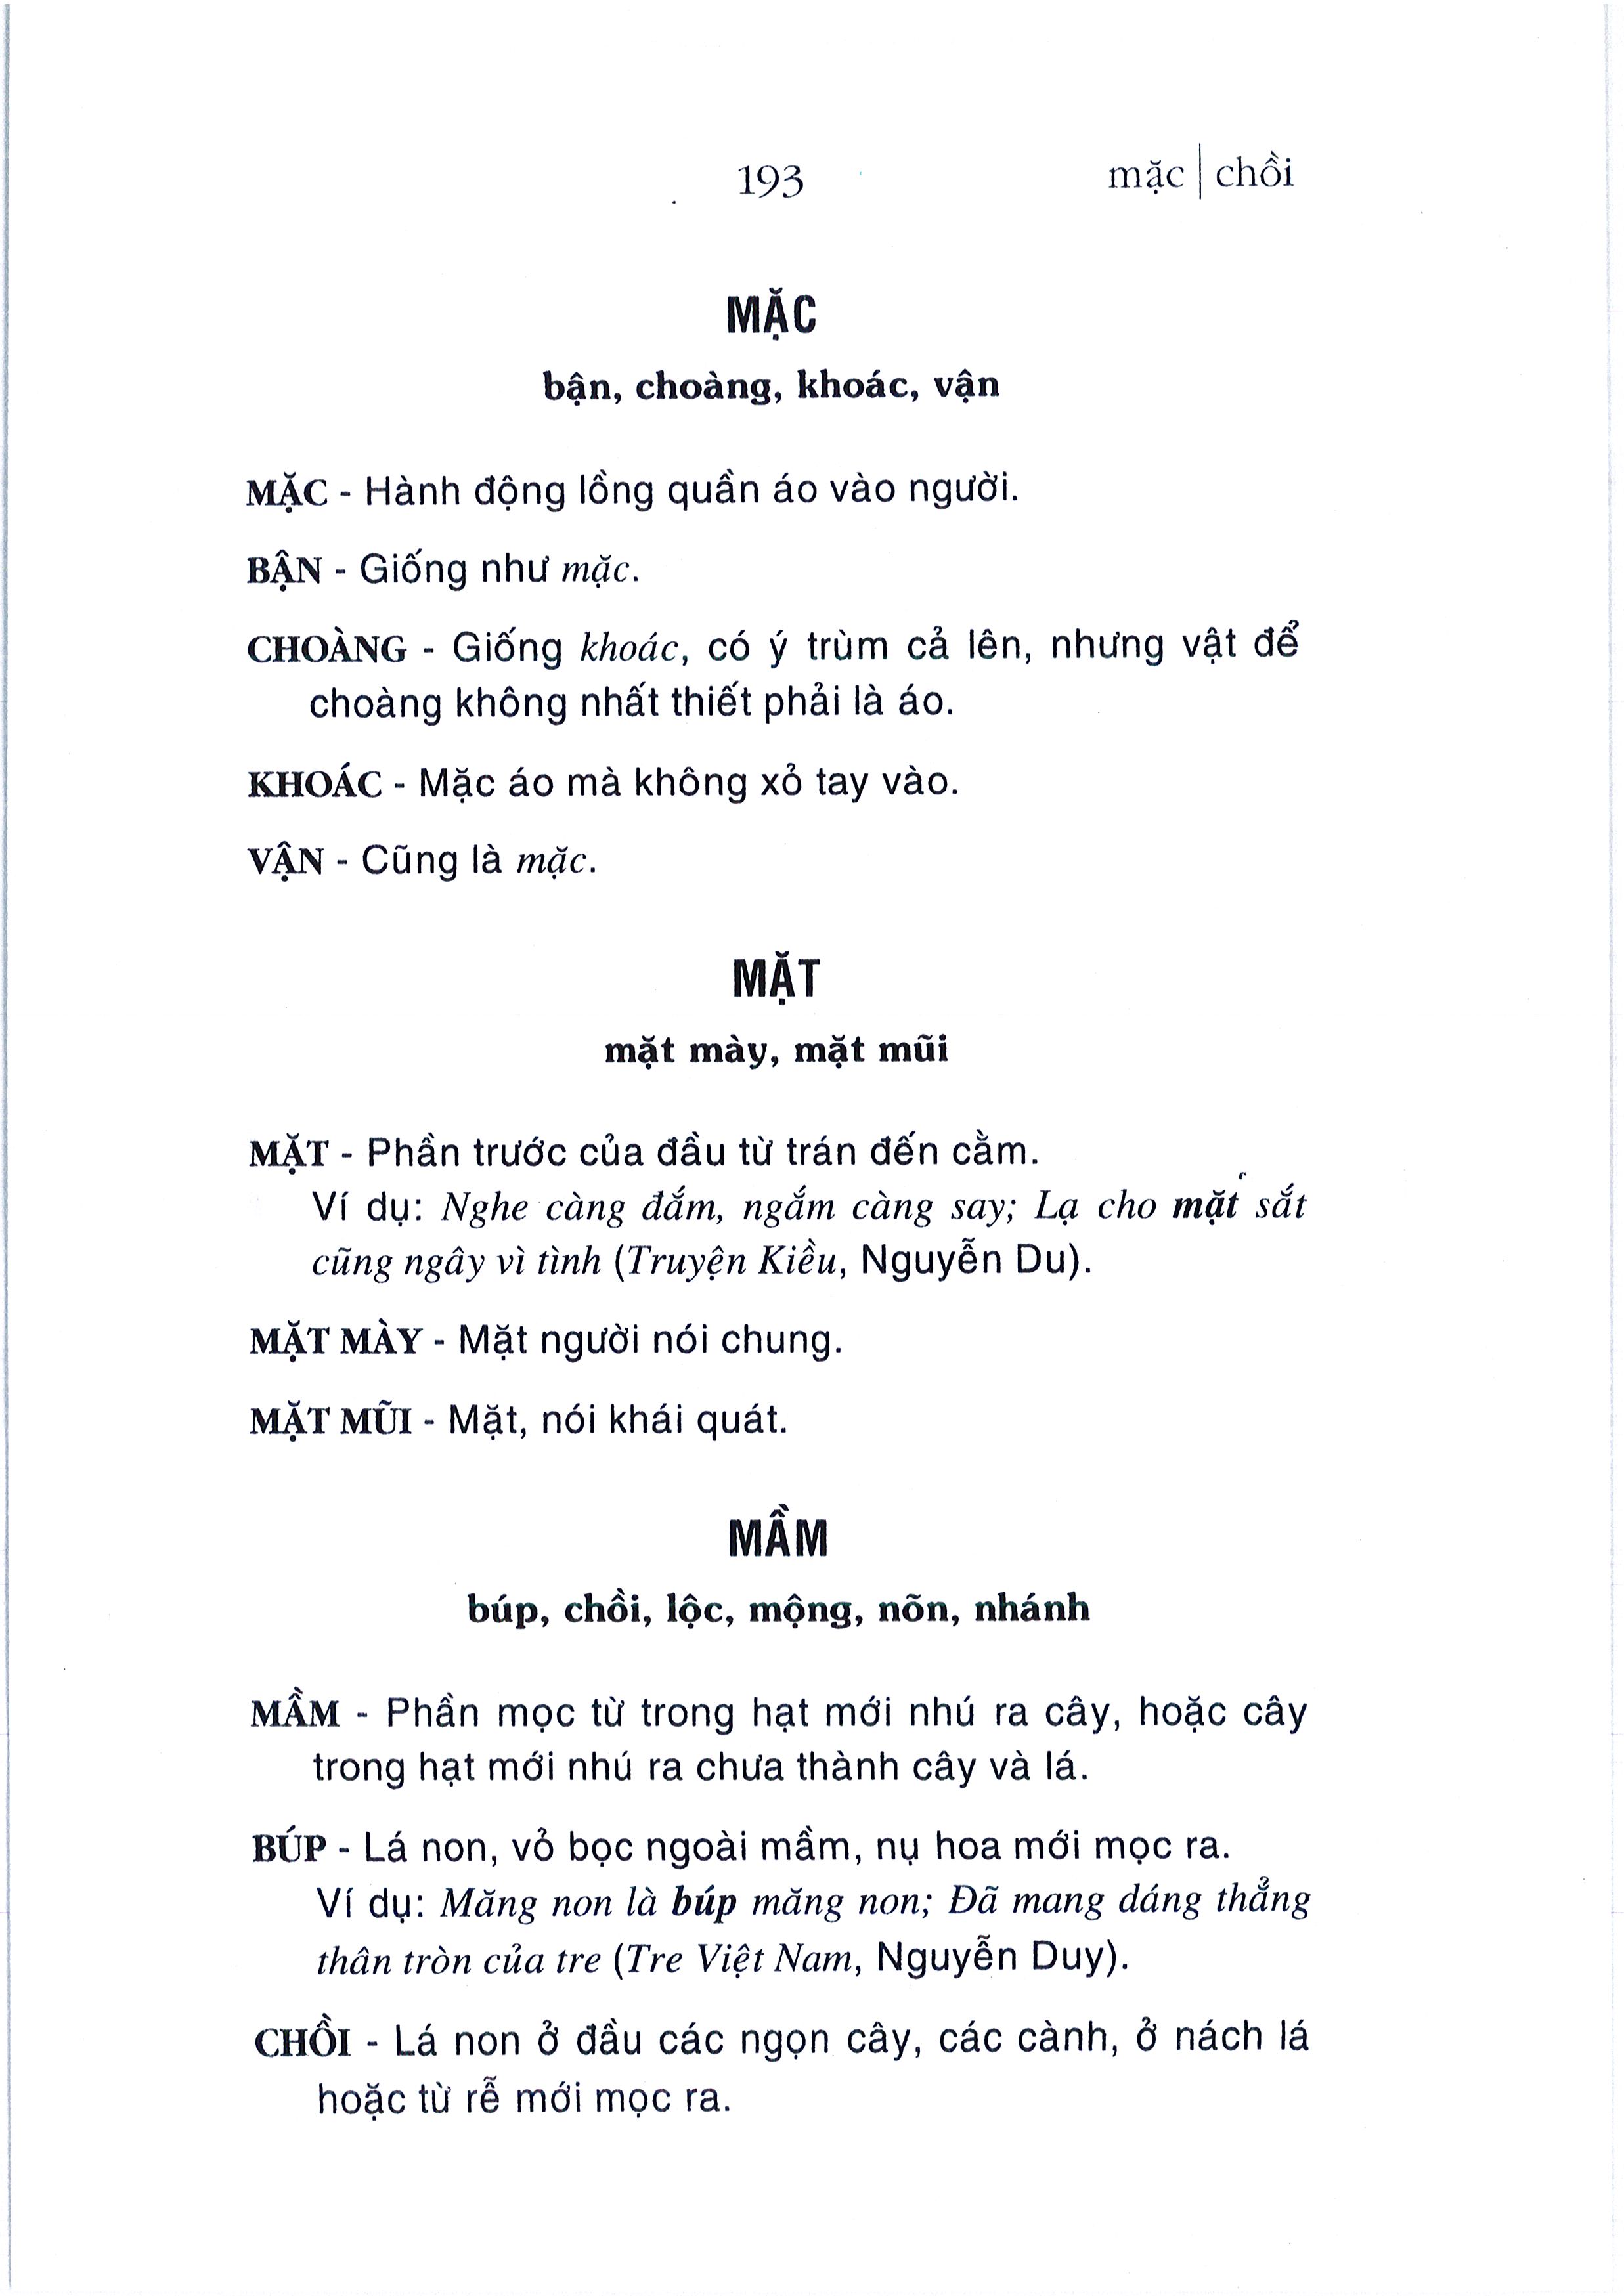 193
mặc | chồi
MẶC
bận, choàng, khoác, vận
MẶC - Hành động lồng quần áo vào người.
BẬN - Giống như mặc.
CHOÀNG - Giống khoác, có ý trùm cả lên, nhưng vật để
choàng không nhất thiết phải là áo.
KHOÁC - Mặc áo mà không xỏ tay vào.
VẬN - Cũng là mặc.
MẶT
mặt mày, mặt mũi
MẶT - Phần trước của đầu từ trán đến cằm.
Ví dụ: Nghe càng đắm, ngắm càng say; Lạ cho mặt sắt
cũng ngây vì tình (Truyện Kiều, Nguyễn Du).
MẶT MÀY - Mặt người nói chung.
MẶT MŨI - Mặt, nói khái quát.
MẦM
búp, chồi, lộc, mộng, nõn, nhánh
MẦM - Phần mọc từ trong hạt mới nhú ra cây, hoặc cây
trong hạt mới nhú ra chưa thành cây và lá.
BÚP - Lá non, vỏ bọc ngoài mầm, nụ hoa mới mọc ra.
Ví dụ: Măng non là búp măng non; Đã mang dáng thẳng
thân tròn của tre (Tre Việt Nam, Nguyễn Duy).
CHỒI - Lá non ở đầu các ngọn cây, các cành, ở nách lá
hoặc từ rễ mới mọc ra.